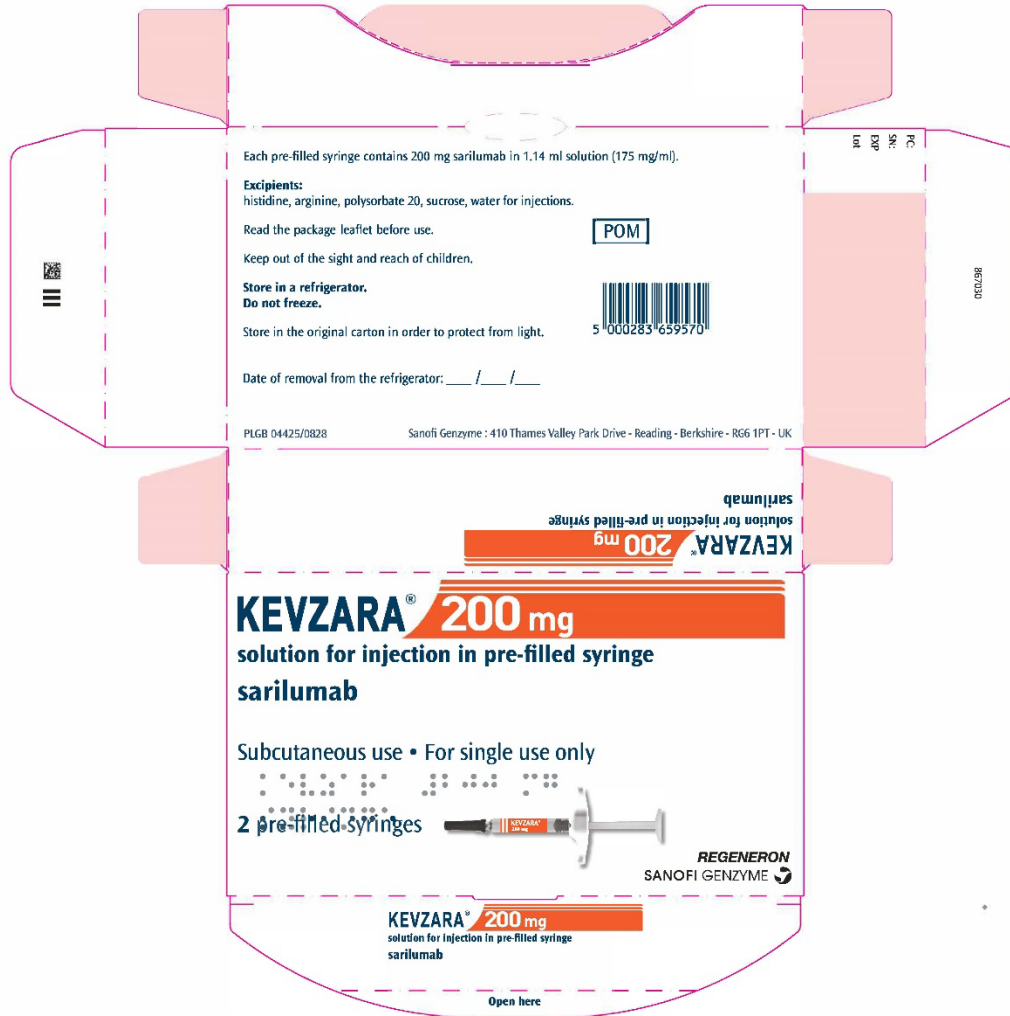 Each pre-filled syringe contains 200 mg sarilumab in 1.14 ml solution (175 mg/ml).
Excipients:
histidine, arginine, polysorbate 20, sucrose, water for injections.
Read the package leaflet before use.
POM
Keep out of the sight and reach of children.
Store in a refrigerator.
Do not freeze.
Store in the original carton in order to protect from light.
5 000283 659570
Date of removal from the refrigerator: ___ /___ /___
PLGB 04425/0828
Sanofi Genzyme : 410 Thames Valley Park Drive - Reading - Berkshire - RG6 1PT - UK
PC:
SN:
EXP
Lot
867030
KEVZARA® 200 mg
solution for injection in pre-filled syringe
sarilumab
KEVZARA® 200 mg
solution for injection in pre-filled syringe
sarilumab
Subcutaneous use • For single use only
2 pre-filled syringes
KEVZARA®
200 mg
REGENERON
SANOFI GENZYME
KEVZARA® 200 mg
solution for injection in pre-filled syringe
sarilumab
Open here